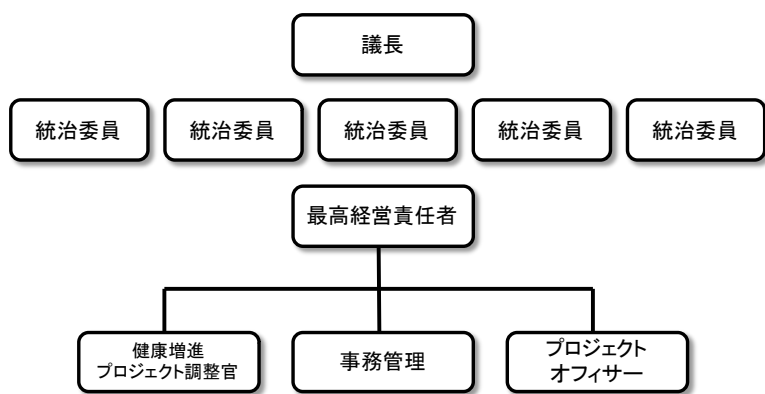 議長
統治委員
統治委員
統治委員
統治委員
統治委員
最高経営責任者
健康増進
プロジェクト調整官
事務管理
プロジェクト
オフィサー